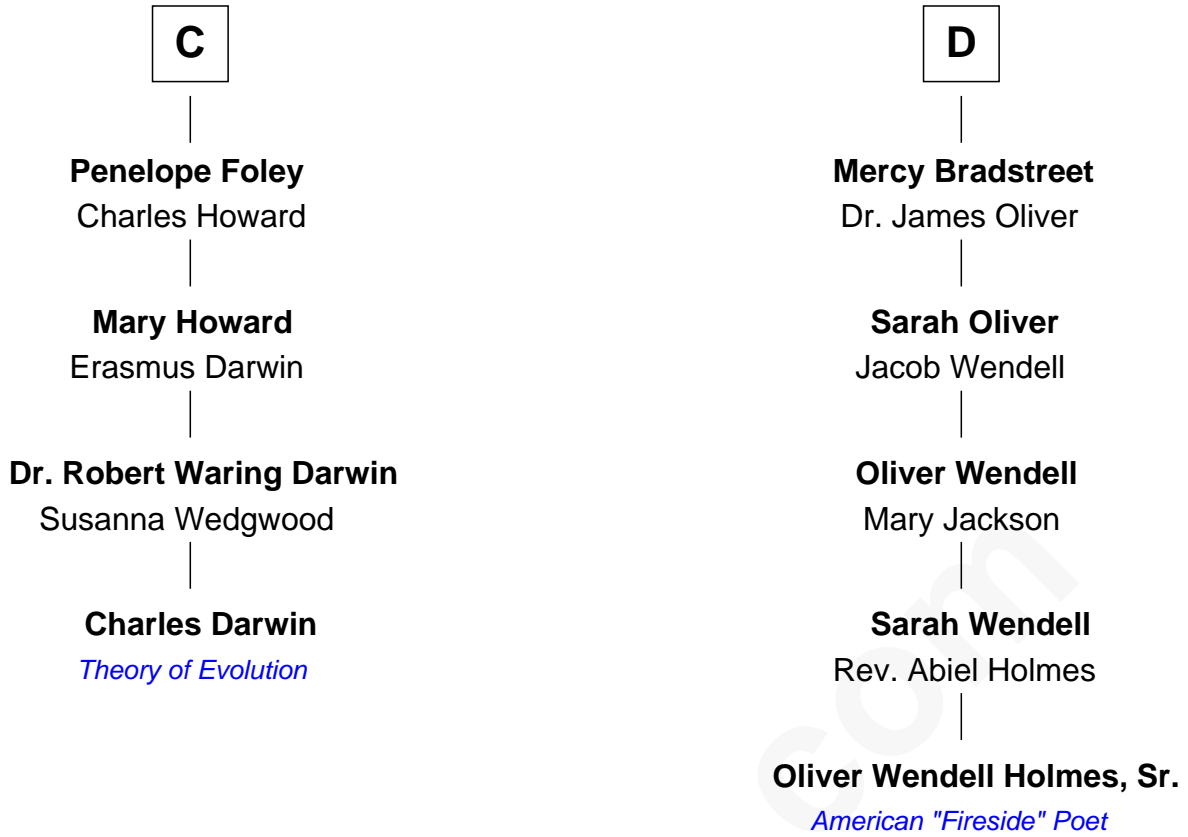 C
Penelope Foley
Charles Howard
Mary Howard
Erasmus Darwin
Dr. Robert Waring Darwin
Susanna Wedgwood
Charles Darwin
Theory of Evolution
D
Mercy Bradstreet
Dr. James Oliver
Sarah Oliver
Jacob Wendell
Oliver Wendell
Mary Jackson
Sarah Wendell
Rev. Abiel Holmes
Oliver Wendell Holmes, Sr.
American "Fireside" Poet
com